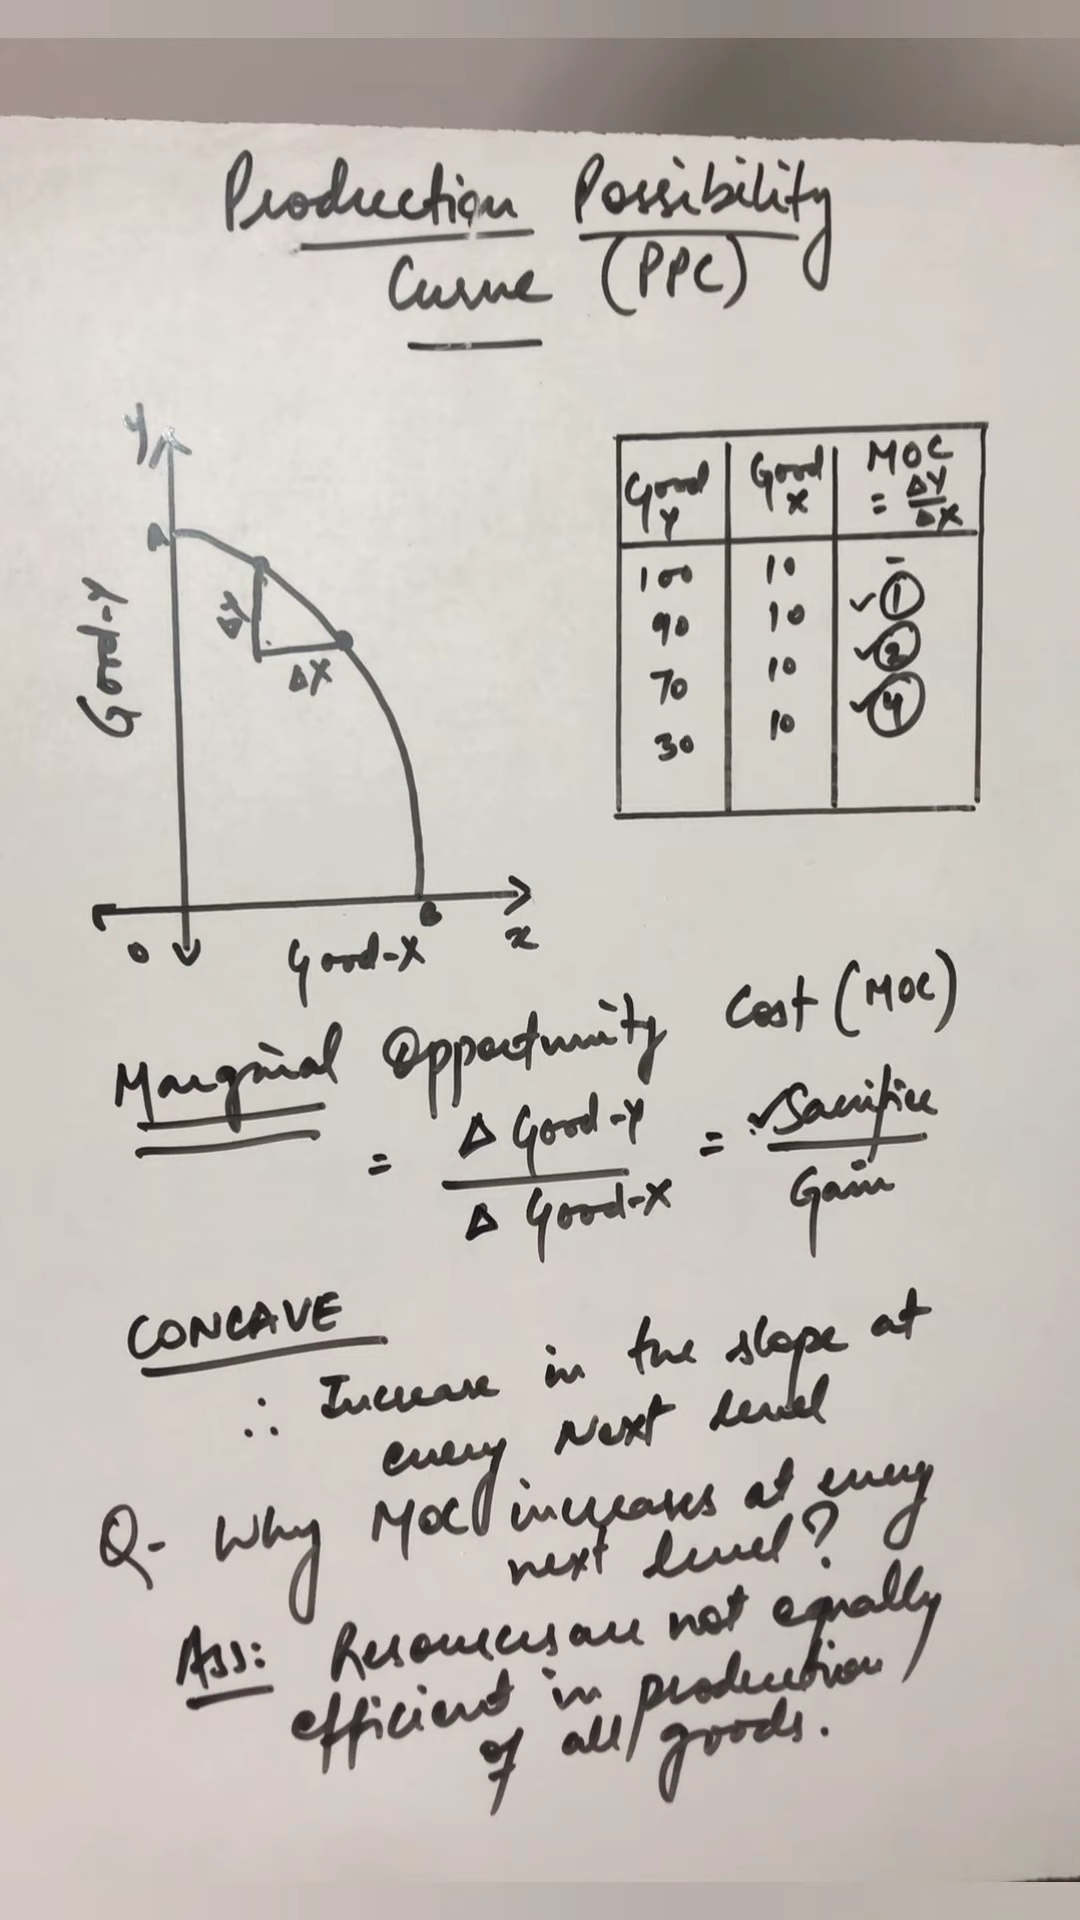 Production Possibility
Curve (PPC)
Y
A
Good-Y
ΔY
ΔX
B
0
Good-X
x
Good Y | Good X | MOC = ΔY/ΔX
100 | 10 | -
90 | 10 | ✓ 1
70 | 10 | ✓ 2
30 | 10 | ✓ 4
Marginal Opportunity Cost (MOC)
= Δ Good-Y / Δ Good-X = ✓ Sacrifice / Gain
CONCAVE
∴ Increase in the slope at
every Next level
Q- Why MOC increases at every
next level?
Ass: Resources are not equally
efficient in production
of all goods.